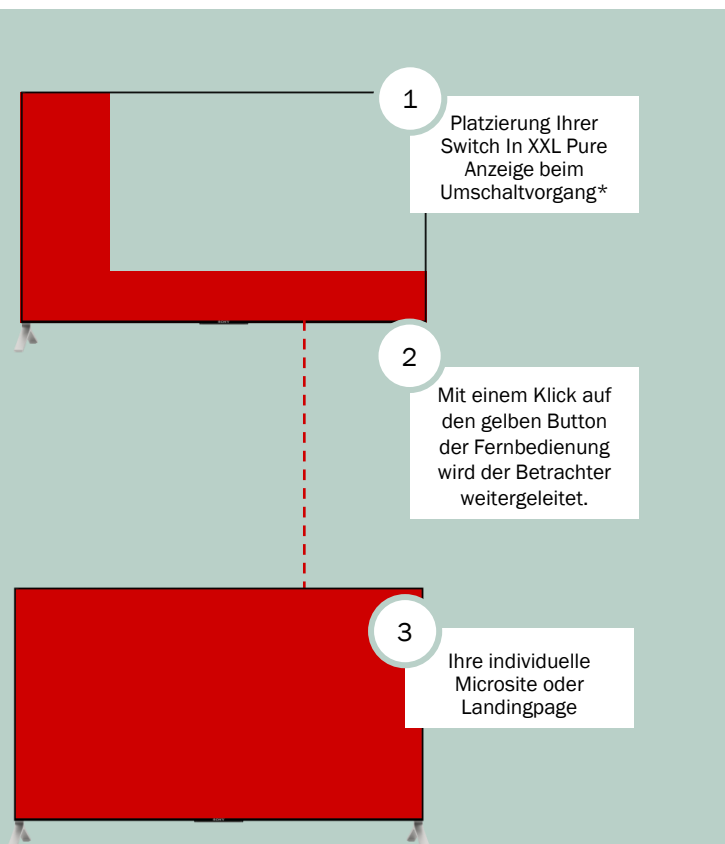 1
Platzierung Ihrer
Switch In XXL Pure
Anzeige beim
Umschaltvorgang*
2
Mit einem Klick auf
den gelben Button
der Fernbedienung
wird der Betrachter
weitergeleitet.
3
Ihre individuelle
Microsite oder
Landingpage